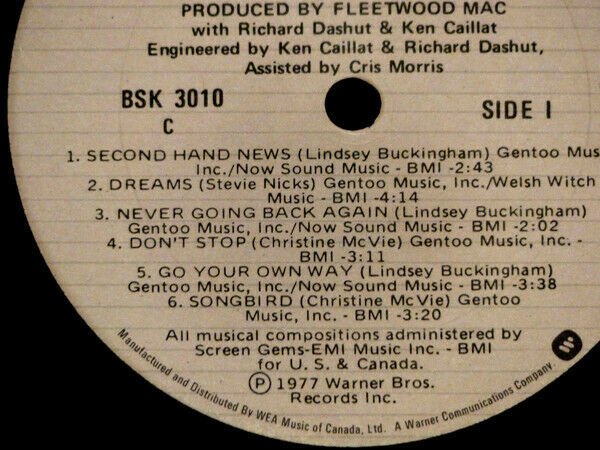 PRODUCED BY FLEETWOOD MAC
with Richard Dashut & Ken Caillat
Engineered by Ken Caillat & Richard Dashut,
Assisted by Cris Morris
BSK 3010
C
SIDE 1
1. SECOND HAND NEWS (Lindsey Buckingham) Gentoo Mus
Inc./Now Sound Music - BMI -2:43
2. DREAMS (Stevie Nicks) Gentoo Music, Inc./Welsh Witch
Music - BMI -4:14
3. NEVER GOING BACK AGAIN (Lindsey Buckingham)
Gentoo Music, Inc./Now Sound Music - BMI -2:02
4. DON'T STOP (Christine McVie) Gentoo Music, Inc. -
BMI -3:11
5. GO YOUR OWN WAY (Lindsey Buckingham)
Gentoo Music, Inc./Now Sound Music - BMI -3:38
6. SONGBIRD (Christine McVie) Gentoo
Music, Inc. - BMI -3:20
All musical compositions administered by
Screen Gems-EMI Music Inc. - BMI
for U. S. & Canada.
Ⓟ 1977 Warner Bros.
Records Inc.
Manufactured and Distributed By WEA Music of Canada, Ltd. A Warner Communications Company.